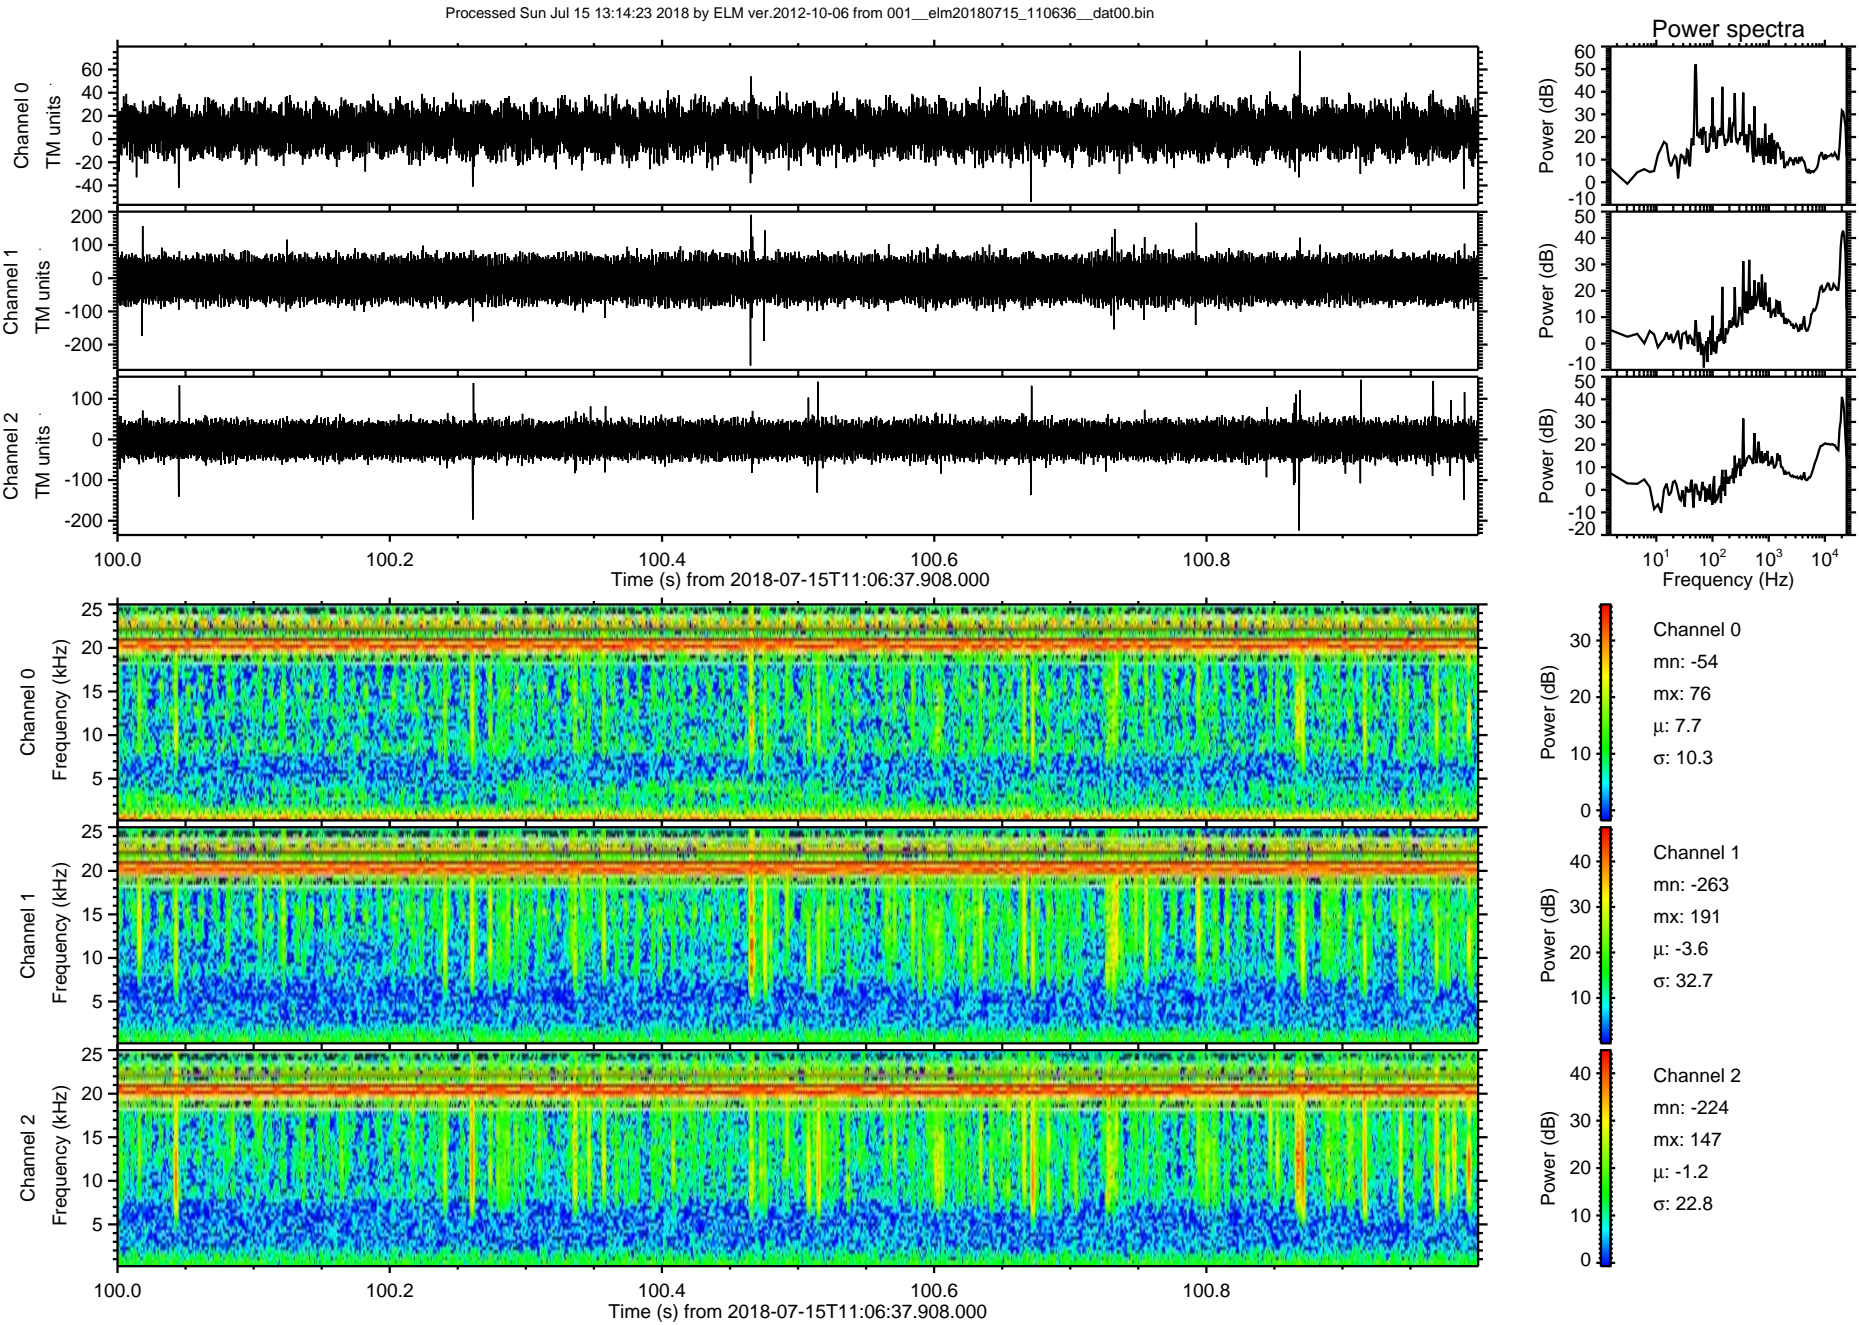 Processed Sun Jul 15 13:14:23 2018 by ELM ver.2012-10-06 from 001__elm20180715_110636__dat00.bin
Power spectra
Channel 0
TM units
60
40
20
0
-20
-40
Power (dB)
60
50
40
30
20
10
0
-10
Channel 1
TM units
200
100
0
-100
-200
Power (dB)
50
40
30
20
10
0
-10
Channel 2
TM units
100
0
-100
-200
Power (dB)
50
40
30
20
10
0
-10
-20
100.0 100.2 100.4 100.6 100.8
Time (s) from 2018-07-15T11:06:37.908.000
10^1 10^2 10^3 10^4
Frequency (Hz)
Channel 0
Frequency (kHz)
25
20
15
10
5
Power (dB)
30
20
10
0
Channel 0
mn: -54
mx: 76
µ: 7.7
σ: 10.3
Channel 1
Frequency (kHz)
25
20
15
10
5
Power (dB)
40
30
20
10
Channel 1
mn: -263
mx: 191
µ: -3.6
σ: 32.7
Channel 2
Frequency (kHz)
25
20
15
10
5
Power (dB)
40
30
20
10
0
Channel 2
mn: -224
mx: 147
µ: -1.2
σ: 22.8
100.0 100.2 100.4 100.6 100.8
Time (s) from 2018-07-15T11:06:37.908.000